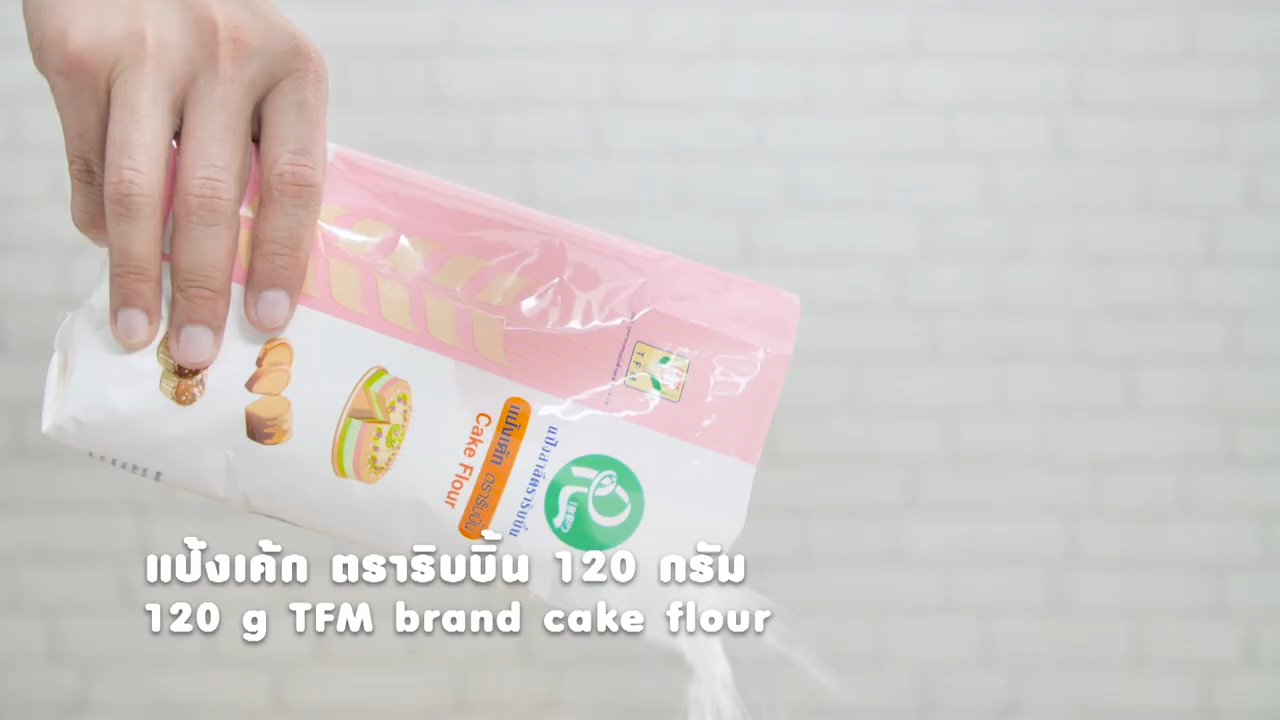 TFM
แป้งสาลีตราริบบิ้น
แป้งเค้ก ตราริบบิ้น
Cake Flour
แป้งเค้ก ตราริบบิ้น 120 กรัม
120 g TFM brand cake flour